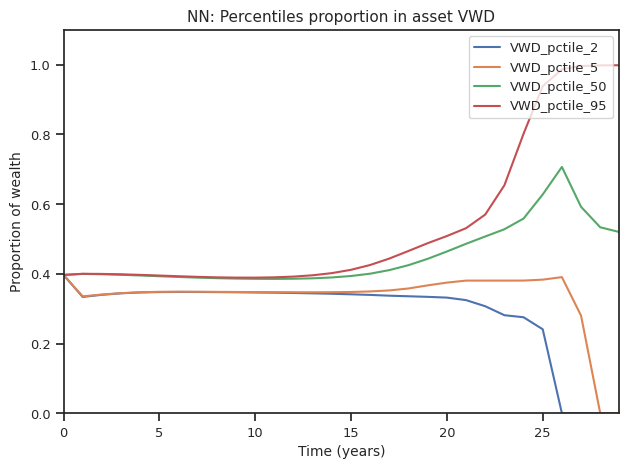 NN: Percentiles proportion in asset VWD
VWD_pctile_2
VWD_pctile_5
VWD_pctile_50
VWD_pctile_95
Proportion of wealth
1.0
0.8
0.6
0.4
0.2
0.0
0 5 10 15 20 25
Time (years)